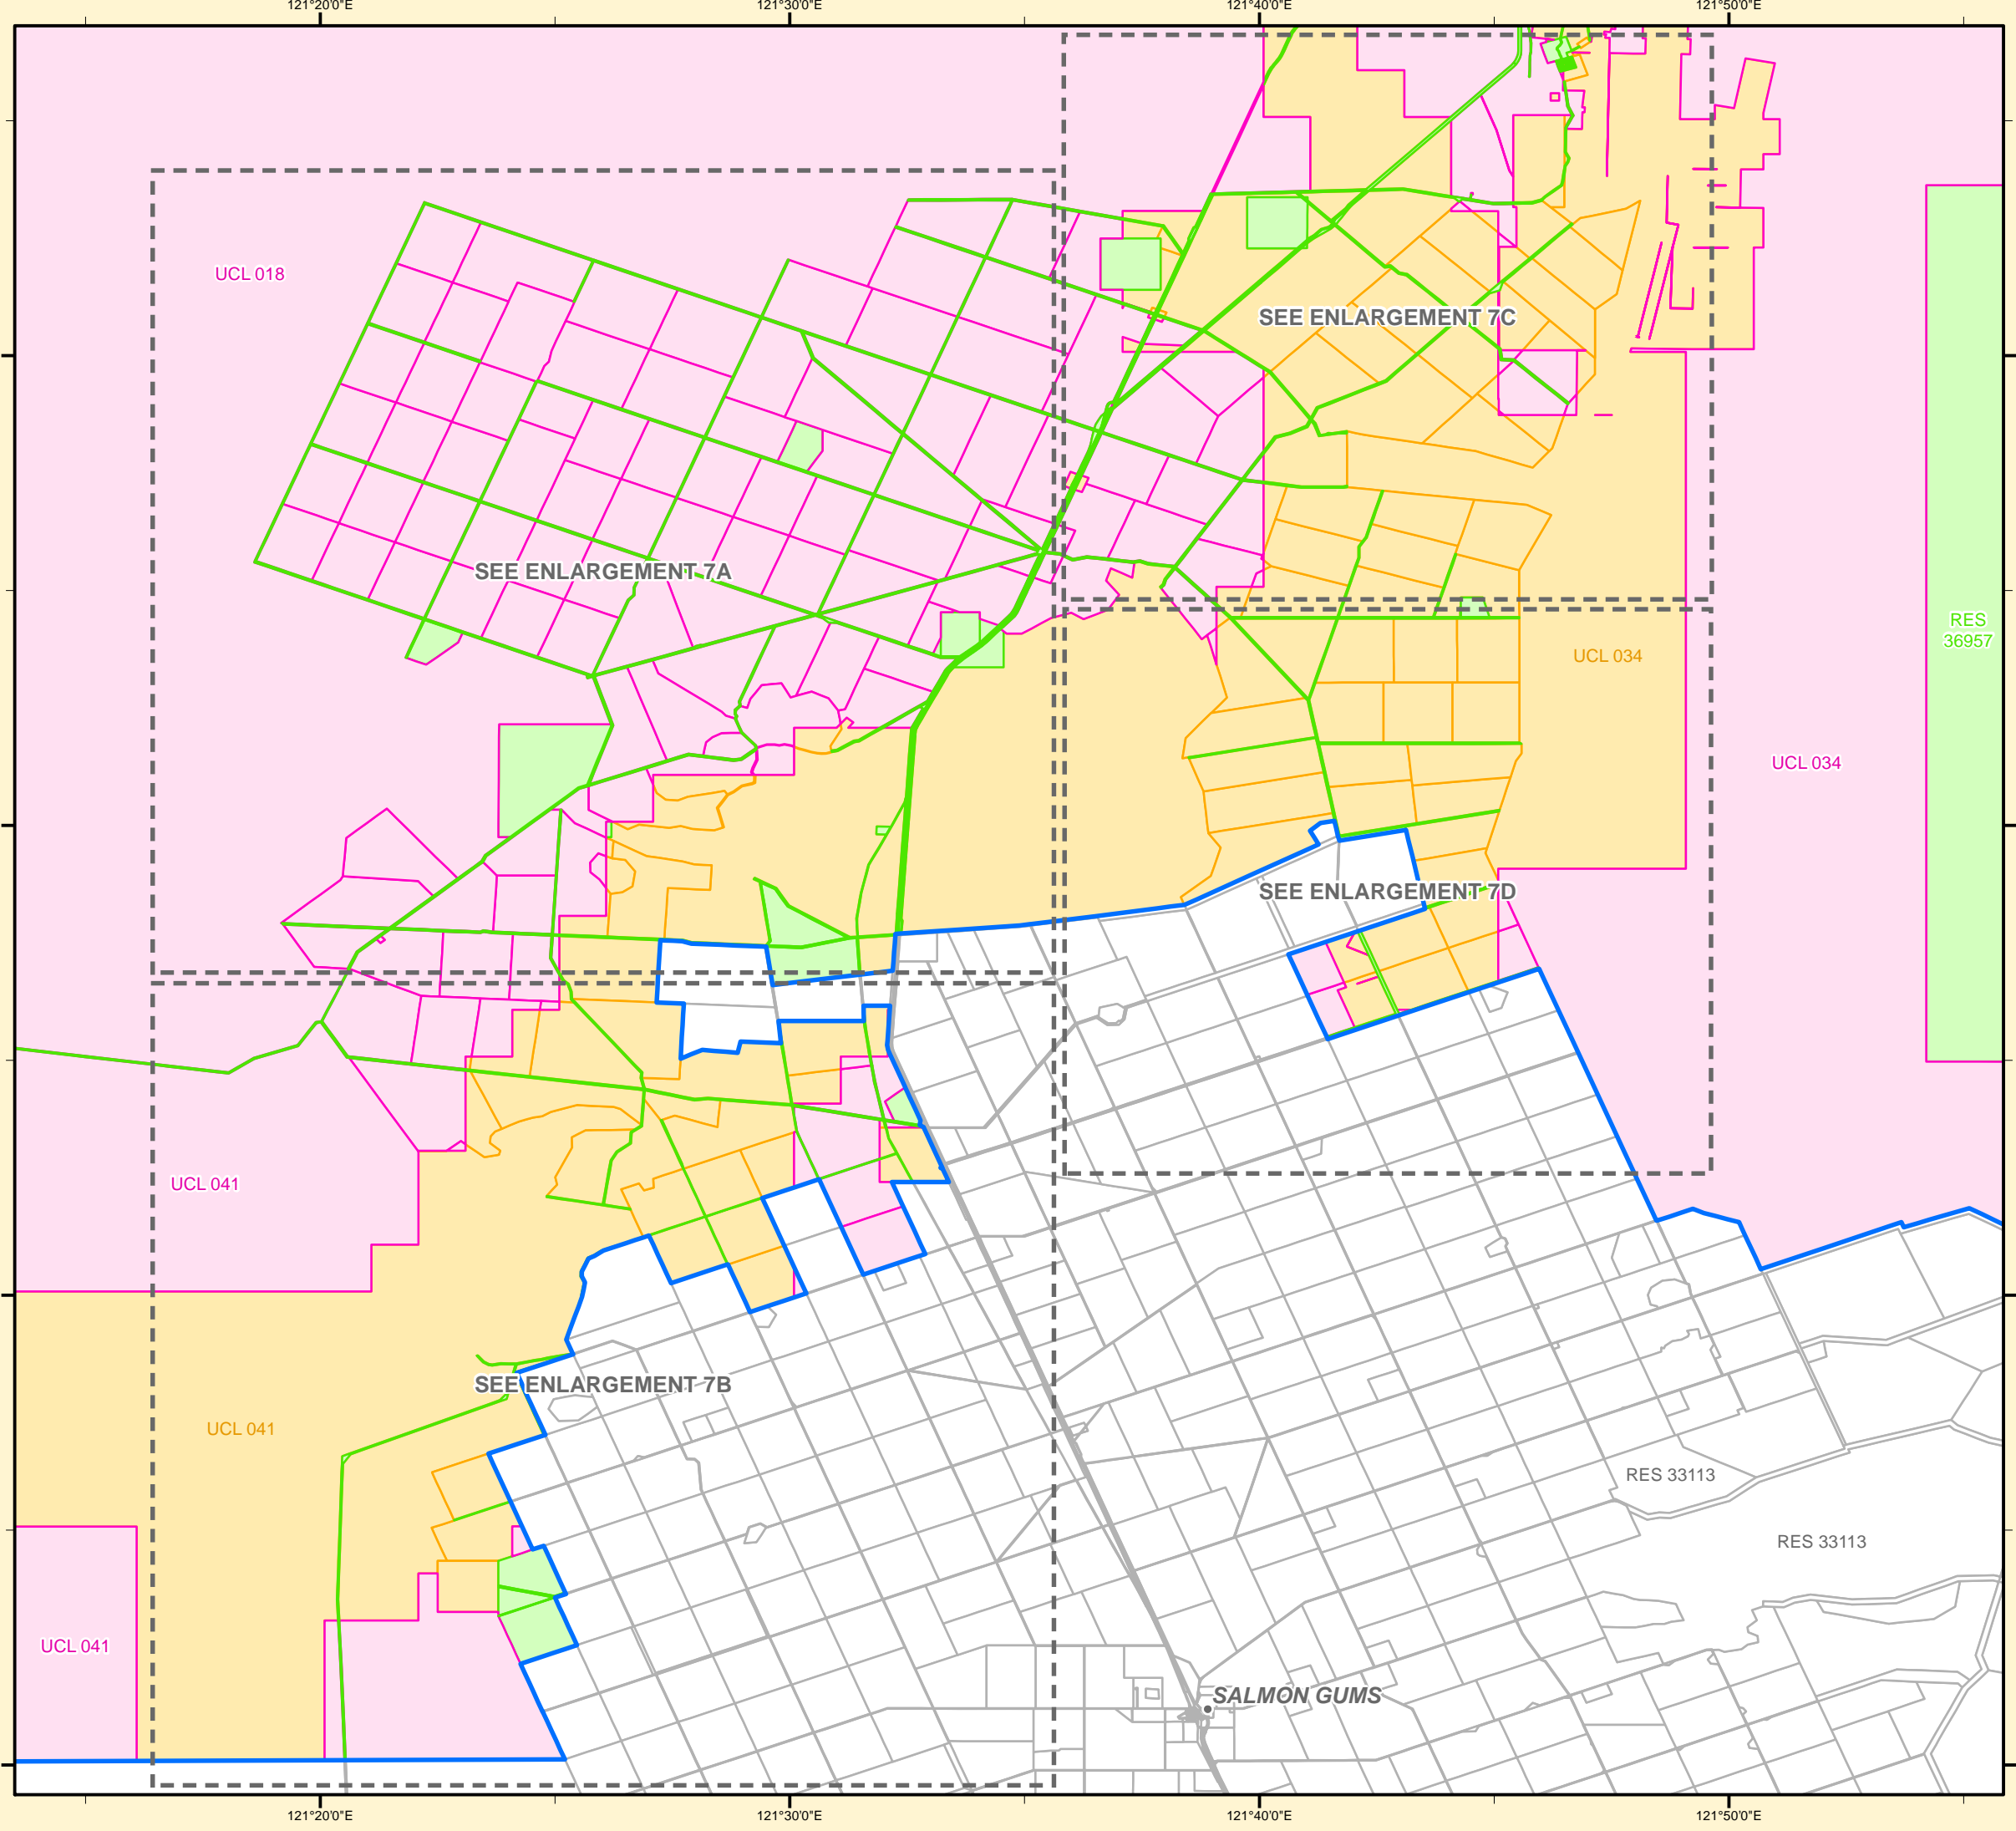 121°20'0"E
121°30'0"E
121°40'0"E
121°50'0"E
UCL 018
SEE ENLARGEMENT 7C
SEE ENLARGEMENT 7A
RES
36957
UCL 034
UCL 034
SEE ENLARGEMENT 7D
UCL 041
SEE ENLARGEMENT 7B
UCL 041
RES 33113
RES 33113
UCL 041
SALMON GUMS
121°20'0"E
121°30'0"E
121°40'0"E
121°50'0"E